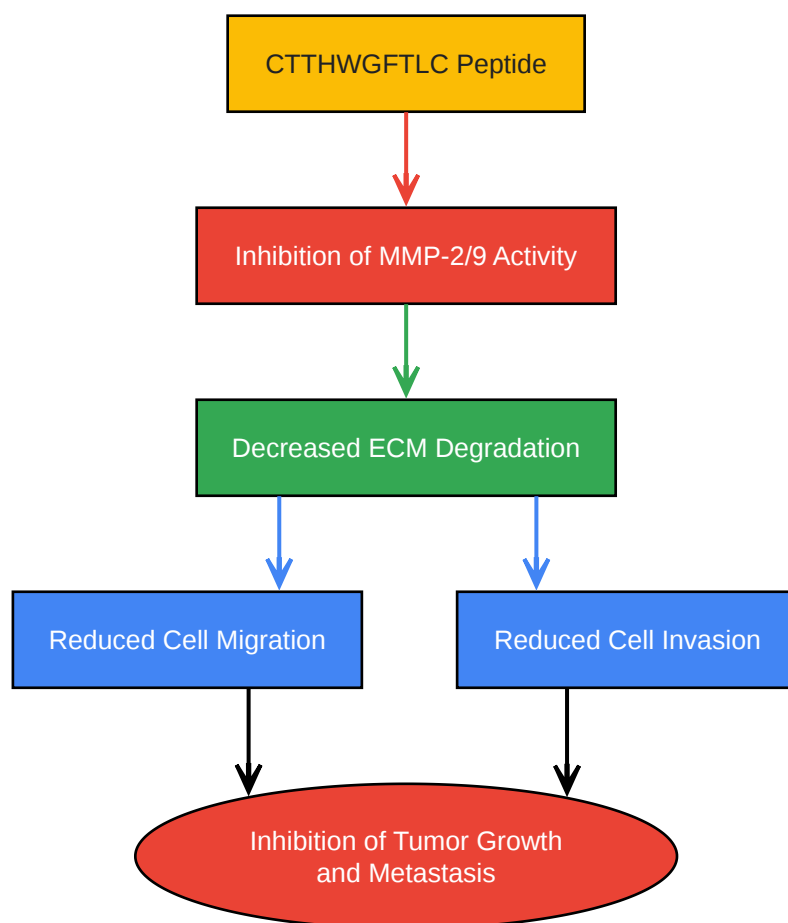 CTTHWGFTLC Peptide
Inhibition of MMP-2/9 Activity
Decreased ECM Degradation
Reduced Cell Migration
Reduced Cell Invasion
Inhibition of Tumor Growth
and Metastasis